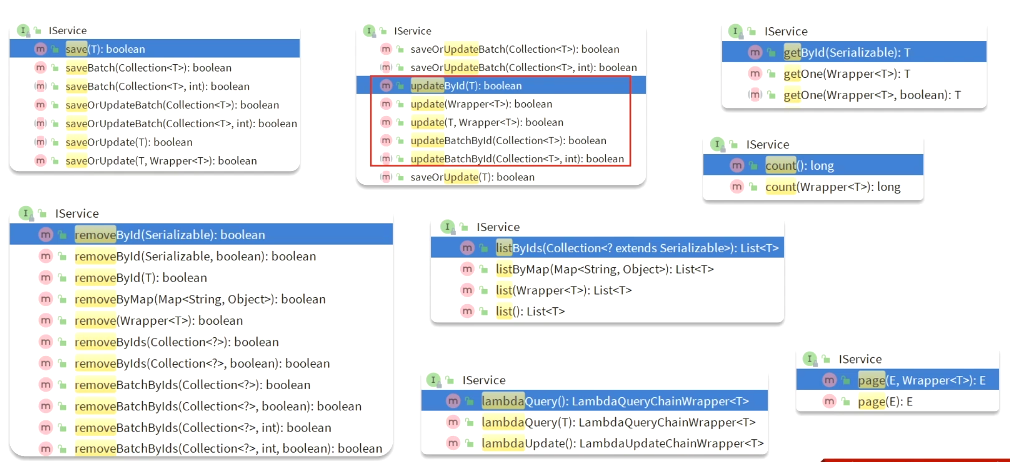 IService
save(T): boolean
saveBatch(Collection<T>): boolean
saveBatch(Collection<T>, int): boolean
saveOrUpdateBatch(Collection<T>): boolean
saveOrUpdateBatch(Collection<T>, int): boolean
saveOrUpdate(T): boolean
saveOrUpdate(T, Wrapper<T>): boolean
IService
saveOrUpdateBatch(Collection<T>): boolean
saveOrUpdateBatch(Collection<T>, int): boolean
updateById(T): boolean
update(Wrapper<T>): boolean
update(T, Wrapper<T>): boolean
updateBatchById(Collection<T>): boolean
updateBatchById(Collection<T>, int): boolean
saveOrUpdate(T): boolean
IService
getById(Serializable): T
getOne(Wrapper<T>): T
getOne(Wrapper<T>, boolean): T
IService
count(): long
count(Wrapper<T>): long
IService
removeById(Serializable): boolean
removeById(Serializable, boolean): boolean
removeById(T): boolean
removeByMap(Map<String, Object>): boolean
remove(Wrapper<T>): boolean
removeByIds(Collection<?>): boolean
removeByIds(Collection<?>, boolean): boolean
removeBatchByIds(Collection<?>): boolean
removeBatchByIds(Collection<?>, boolean): boolean
removeBatchByIds(Collection<?>, int): boolean
removeBatchByIds(Collection<?>, int, boolean): boolean
IService
listByIds(Collection<? extends Serializable>): List<T>
listByMap(Map<String, Object>): List<T>
list(Wrapper<T>): List<T>
list(): List<T>
IService
lambdaQuery(): LambdaQueryChainWrapper<T>
lambdaQuery(T): LambdaQueryChainWrapper<T>
lambdaUpdate(): LambdaUpdateChainWrapper<T>
IService
page(E, Wrapper<T>): E
page(E): E